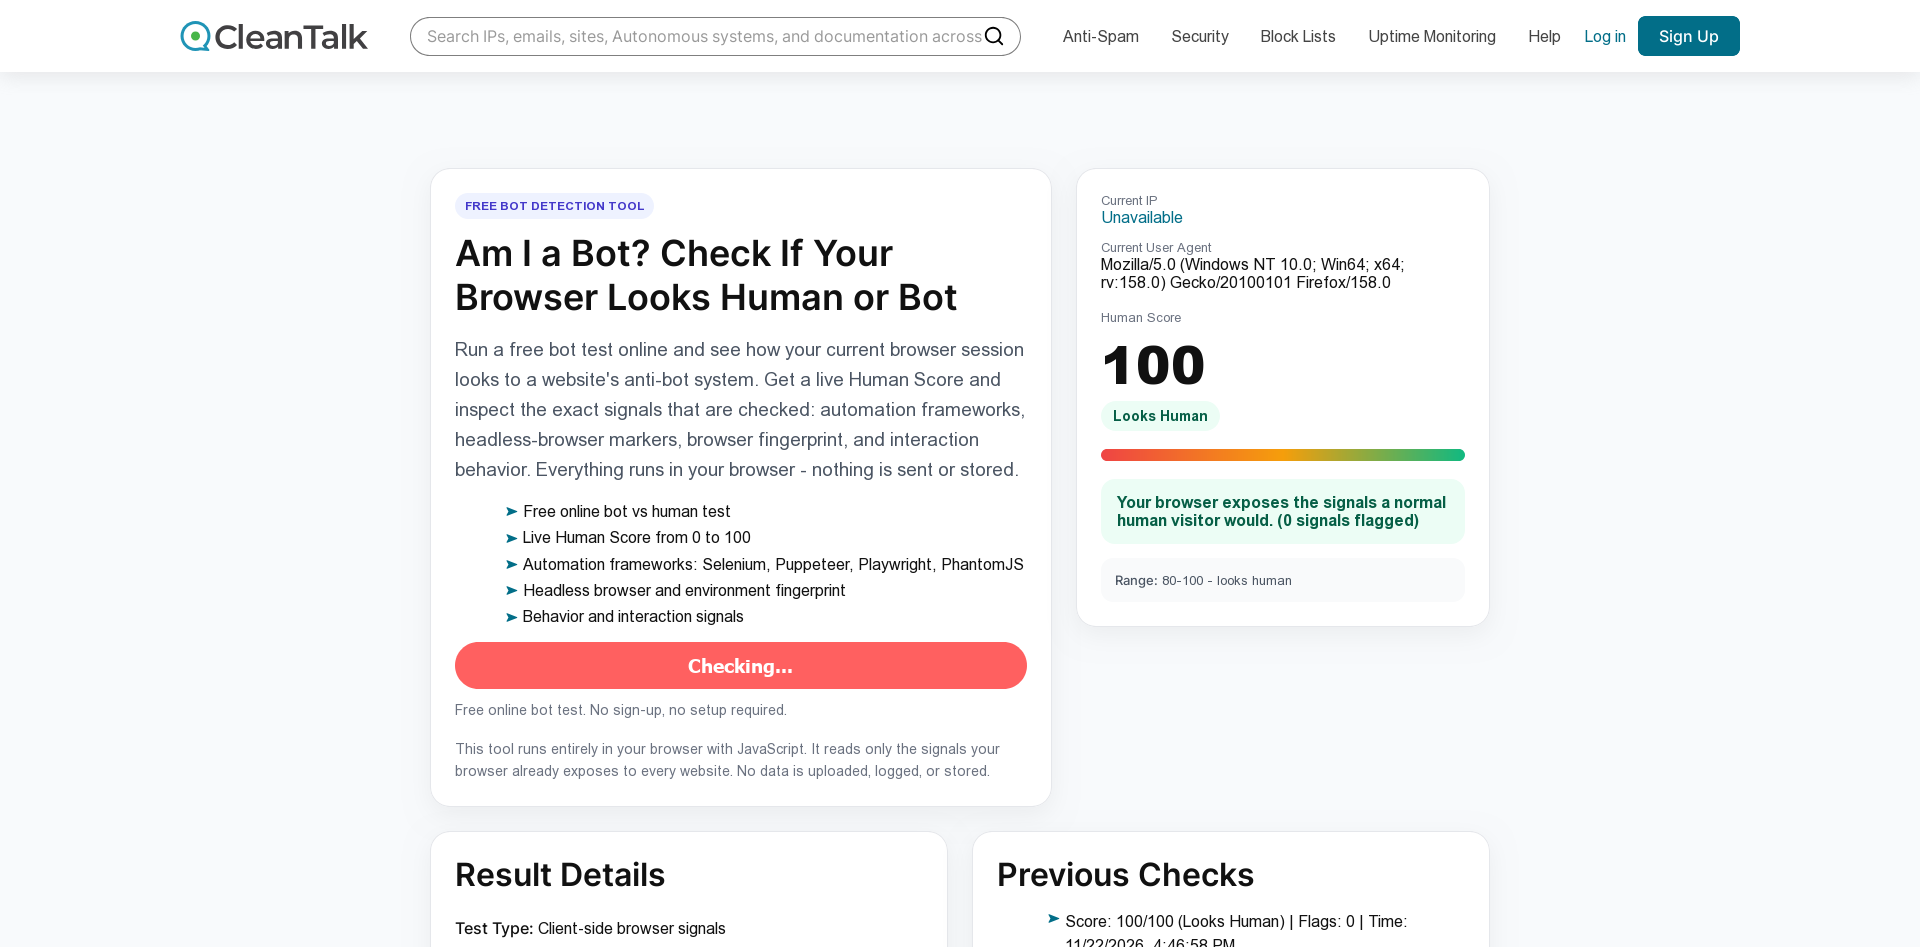 CleanTalk
Search IPs, emails, sites, Autonomous systems, and documentation across
Anti-Spam
Security
Block Lists
Uptime Monitoring
Help
Log in
Sign Up
FREE BOT DETECTION TOOL
Am I a Bot? Check If Your
Browser Looks Human or Bot
Run a free bot test online and see how your current browser session
looks to a website's anti-bot system. Get a live Human Score and
inspect the exact signals that are checked: automation frameworks,
headless-browser markers, browser fingerprint, and interaction
behavior. Everything runs in your browser - nothing is sent or stored.
Free online bot vs human test
Live Human Score from 0 to 100
Automation frameworks: Selenium, Puppeteer, Playwright, PhantomJS
Headless browser and environment fingerprint
Behavior and interaction signals
Checking...
Free online bot test. No sign-up, no setup required.
This tool runs entirely in your browser with JavaScript. It reads only the signals your
browser already exposes to every website. No data is uploaded, logged, or stored.
Current IP
Unavailable
Current User Agent
Mozilla/5.0 (Windows NT 10.0; Win64; x64;
rv:158.0) Gecko/20100101 Firefox/158.0
Human Score
100
Looks Human
Your browser exposes the signals a normal
human visitor would. (0 signals flagged)
Range: 80-100 - looks human
Result Details
Test Type: Client-side browser signals
Previous Checks
Score: 100/100 (Looks Human) | Flags: 0 | Time:
11/22/2026, 4:46:58 PM